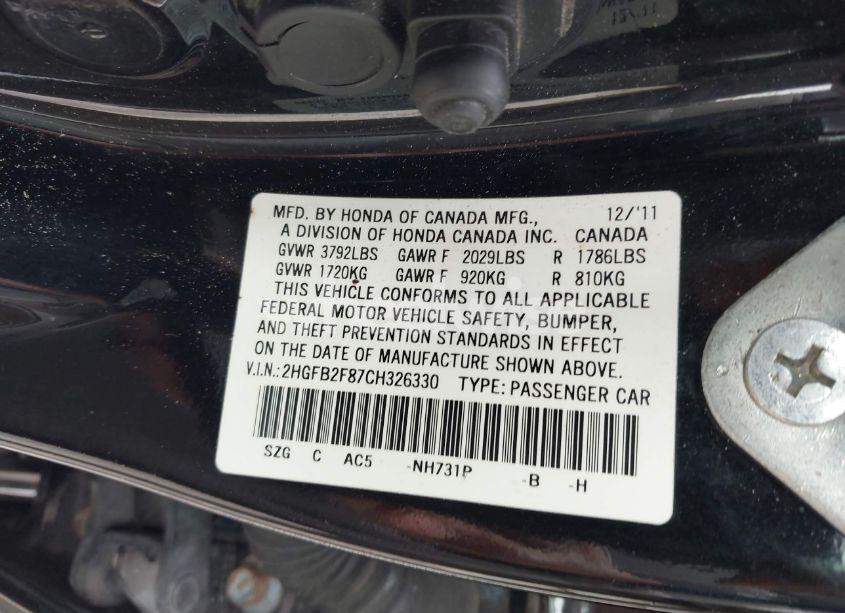 12/'11
MFD. BY HONDA OF CANADA MFG., 12/'11
A DIVISION OF HONDA CANADA INC. CANADA
GVWR 3792LBS GAWR F 2029LBS R 1786LBS
GVWR 1720KG GAWR F 920KG R 810KG
THIS VEHICLE CONFORMS TO ALL APPLICABLE
FEDERAL MOTOR VEHICLE SAFETY, BUMPER,
AND THEFT PREVENTION STANDARDS IN EFFECT
ON THE DATE OF MANUFACTURE SHOWN ABOVE.
V.I.N.: 2HGFB2F87CH326330 TYPE: PASSENGER CAR
SZG C AC5 -NH731P -B -H